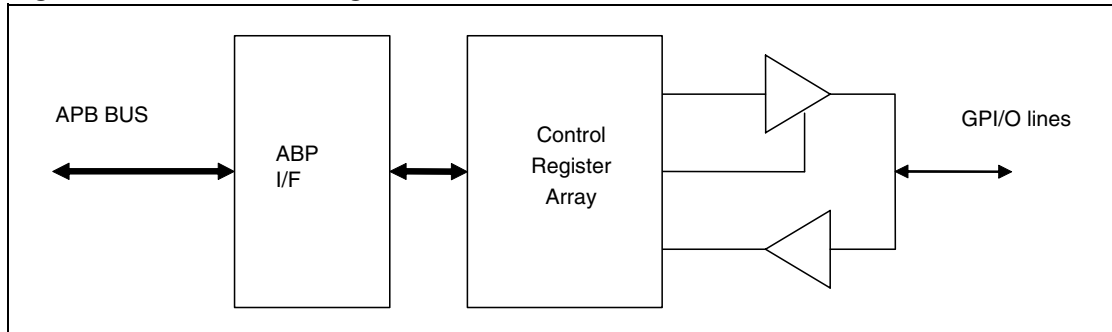 APB BUS
ABP
I/F
Control
Register
Array
GPI/O lines